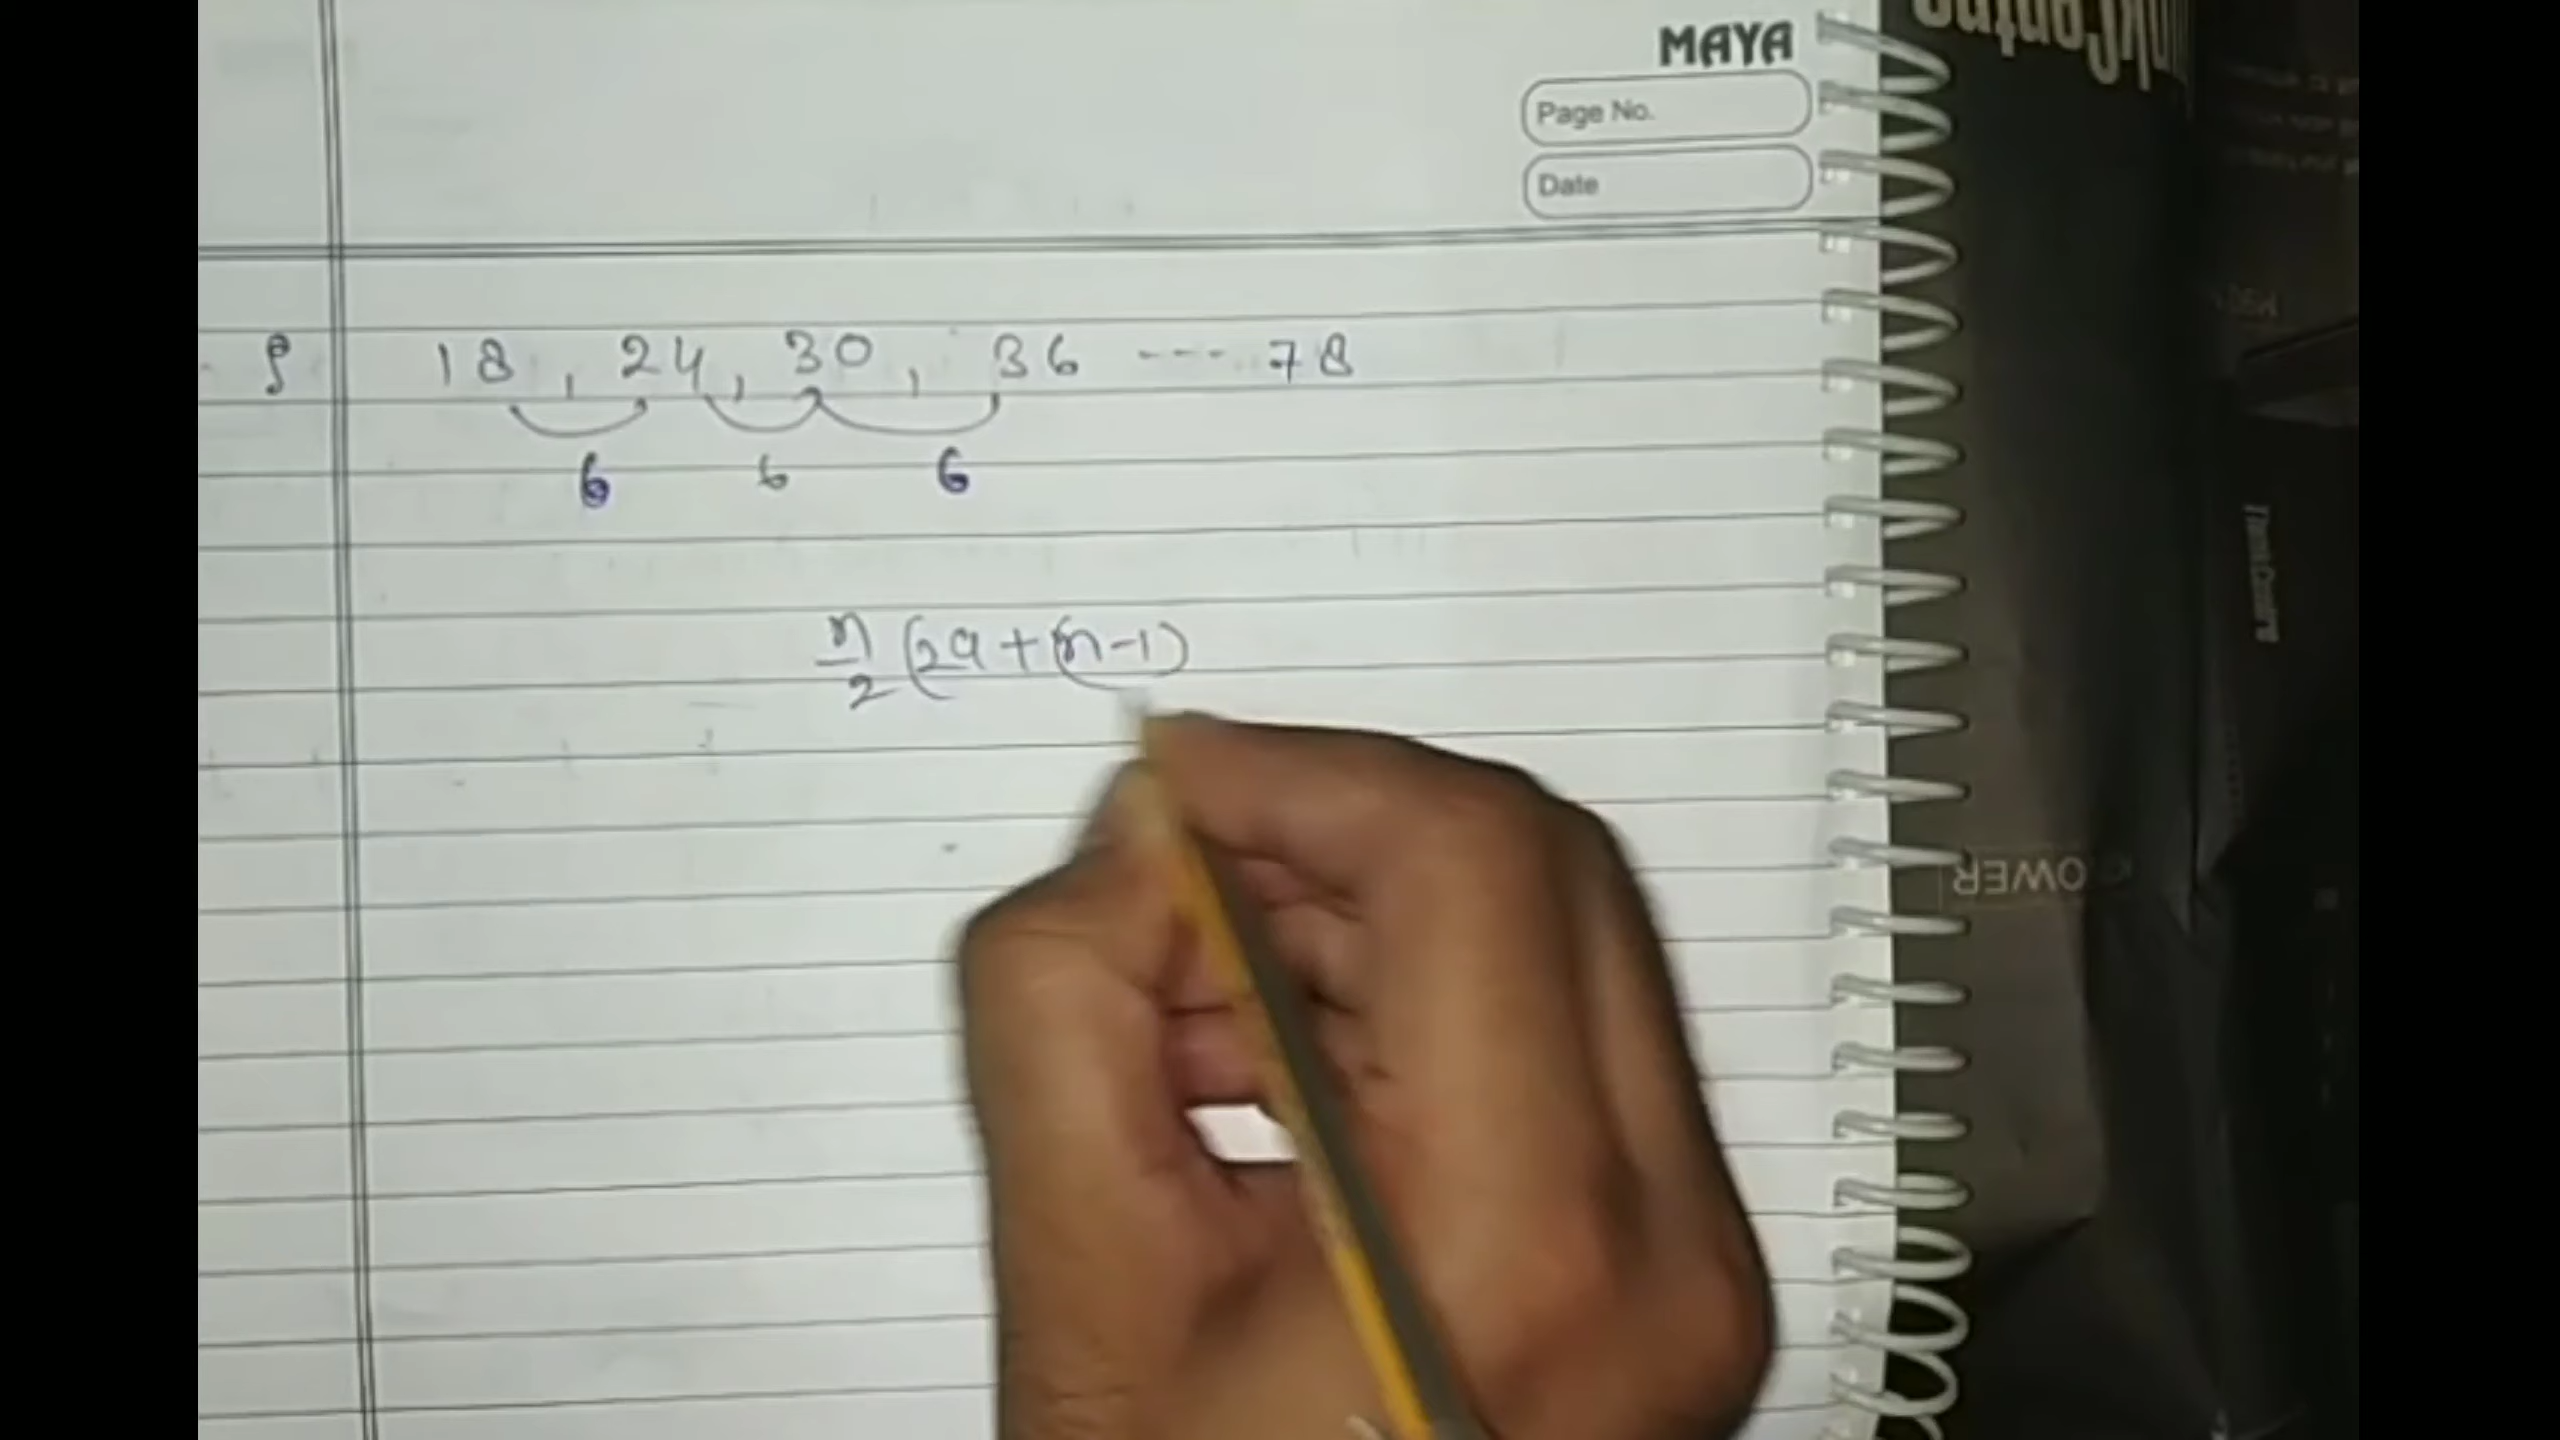 MAYA
Page No.
Date
18 , 24 , 30 , 36 ---- 78
6 6 6
n/2 (2a + (n-1)
OWER